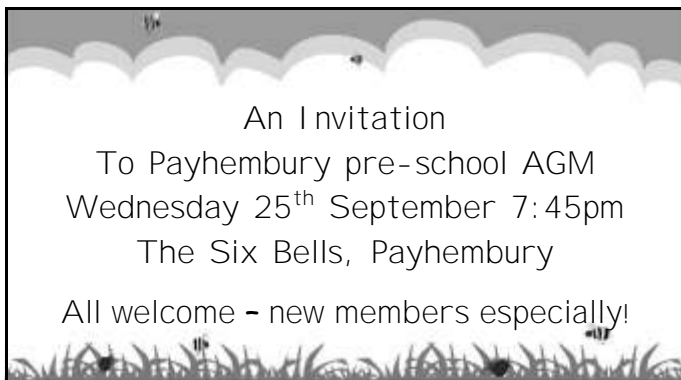 An Invitation
To Payhembury pre-school AGM
Wednesday 25th September 7:45pm
The Six Bells, Payhembury
All welcome – new members especially!